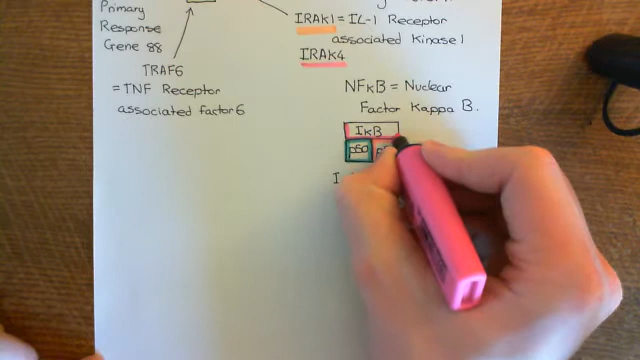 Primary
Response
Gene 88
IRAK1 = IL-1 Receptor
associated Kinase 1
IRAK4
TRAF6
= TNF Receptor
associated factor 6
NFκB = Nuclear
Factor Kappa B.
IκB
p50
I